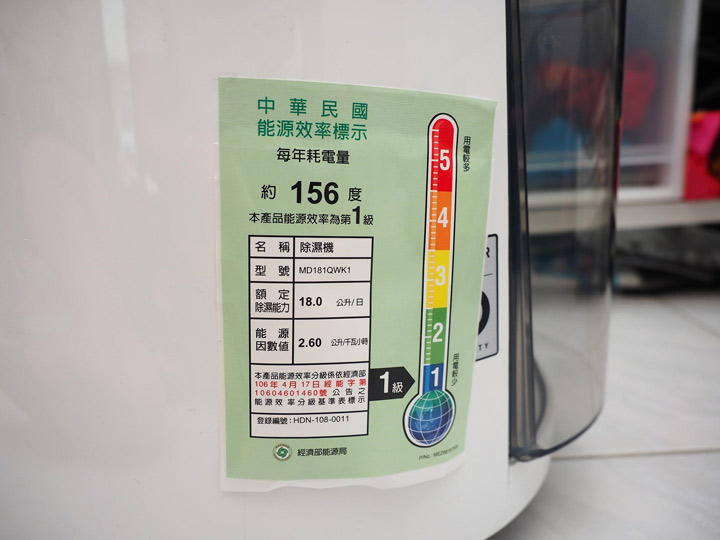 中華民國
能源效率標示
每年耗電量
約 156 度
本產品能源效率為第1級
名稱 除濕機
型號 MD181QWK1
額定除濕能力 18.0 公升/日
能源因數值 2.60 公升/千瓦小時
本產品能源效率分級係依經濟部
106年4月17日經能字第
10604601460號公告之
能源效率分級基準表標示
登錄編號:HDN-108-0011
經濟部能源局
用電較多
5
4
3
2
1
用電較少
1級
P/No.:
R
TY